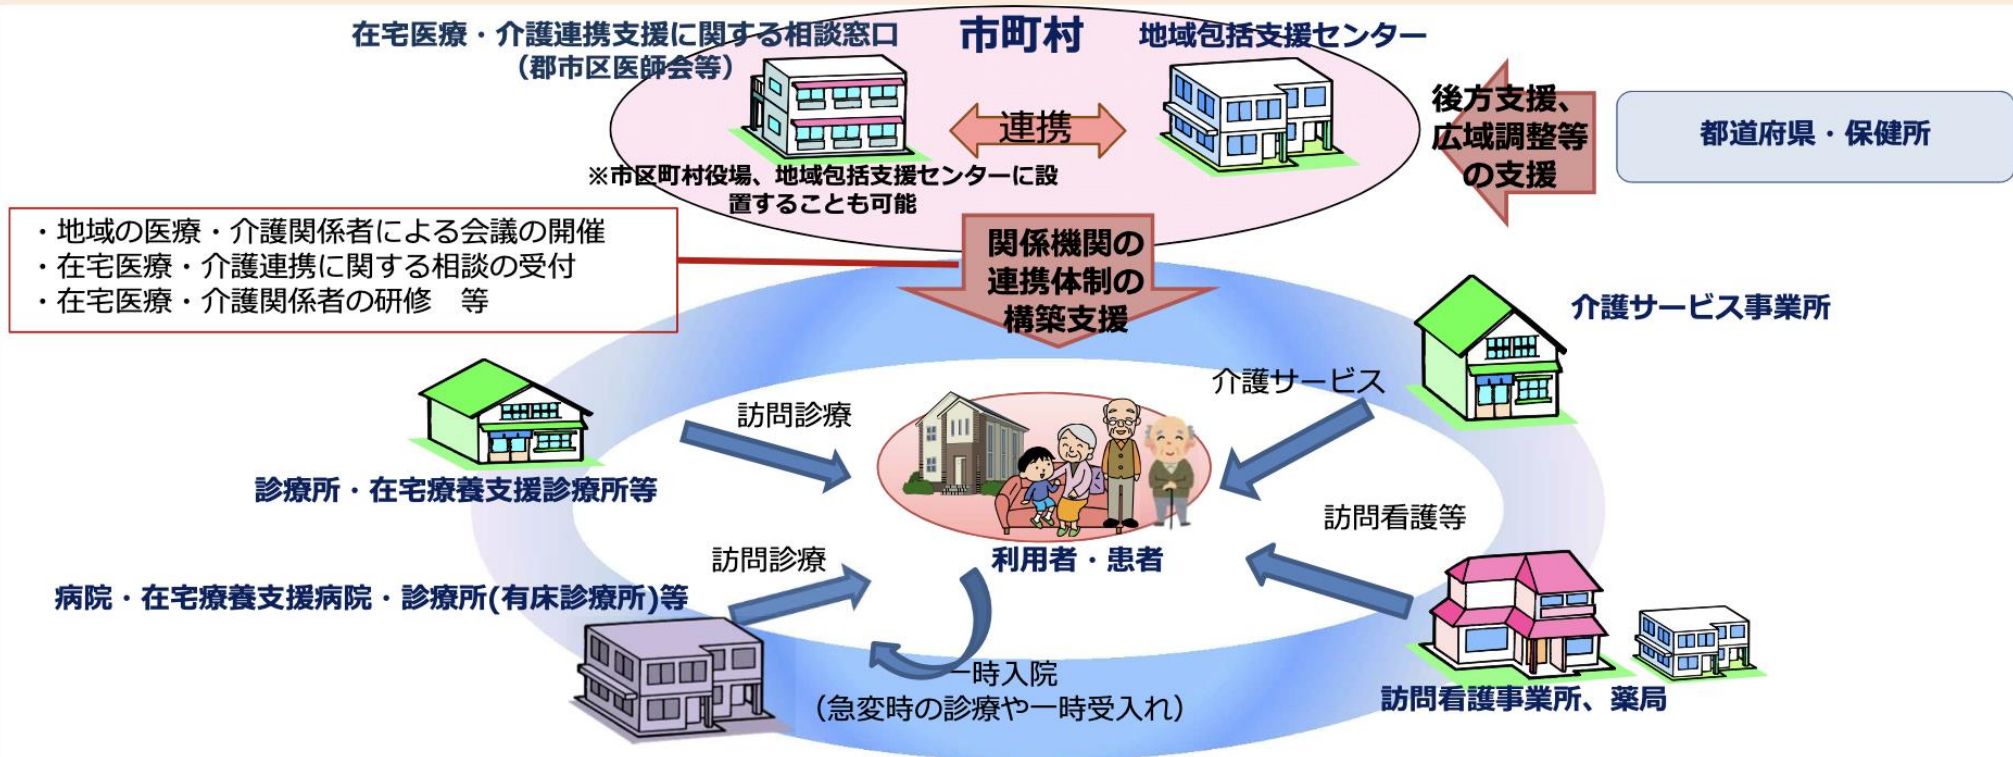 在宅医療・介護連携支援に関する相談窓口
（郡市区医師会等）
市町村
地域包括支援センター
連携
※市区町村役場、地域包括支援センターに設
置することも可能
後方支援、
広域調整等
の支援
都道府県・保健所
・地域の医療・介護関係者による会議の開催
・在宅医療・介護連携に関する相談の受付
・在宅医療・介護関係者の研修　等
関係機関の
連携体制の
構築支援
介護サービス事業所
介護サービス
訪問診療
診療所・在宅療養支援診療所等
訪問看護等
利用者・患者
訪問診療
病院・在宅療養支援病院・診療所(有床診療所)等
一時入院
（急変時の診療や一時受入れ）
訪問看護事業所、薬局